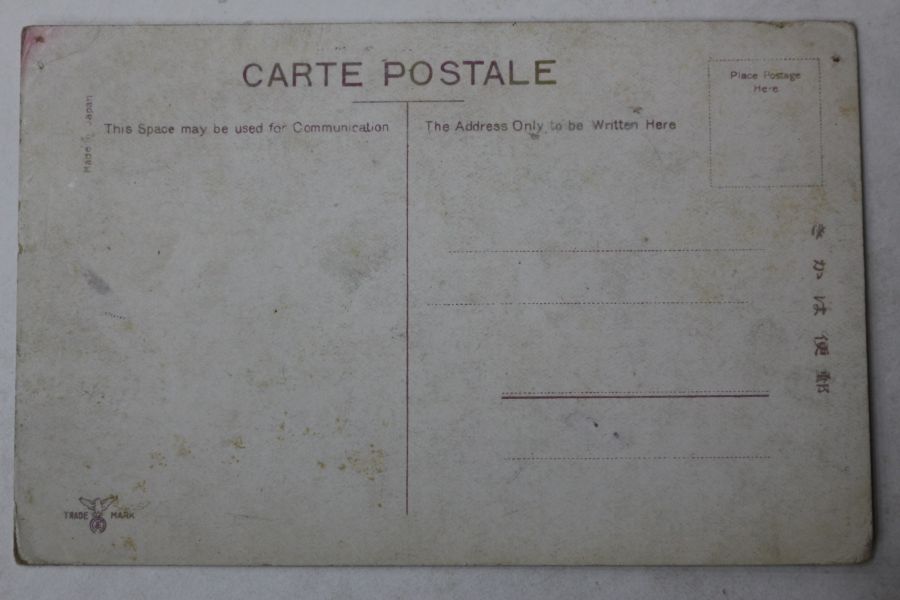 CARTE POSTALE
Place Postage
Here
Made in Japan
This Space may be used for Communication
The Address Only to be Written Here
きかは便郵
TRADE MARK